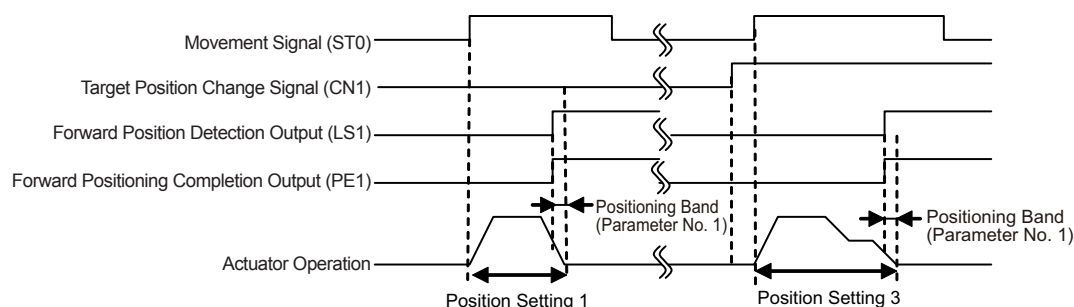 Movement Signal (ST0)
Target Position Change Signal (CN1)
Forward Position Detection Output (LS1)
Forward Positioning Completion Output (PE1)
Positioning Band
(Parameter No. 1)
Positioning Band
(Parameter No. 1)
Actuator Operation
Position Setting 1
Position Setting 3